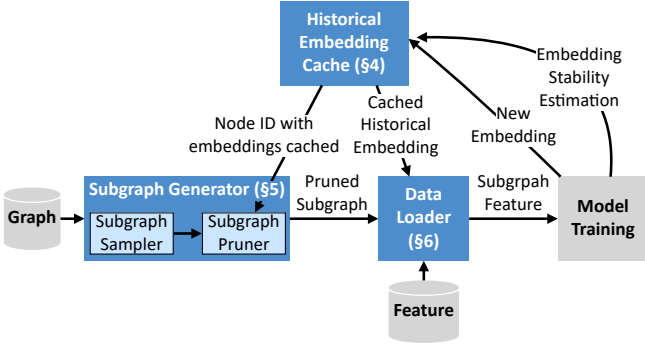 Historical
Embedding
Cache (§4)
Embedding
Stability
Estimation
Node ID with
embeddings cached
Cached
Historical
Embedding
New
Embedding
Graph
Subgraph Generator (§5)
Subgraph
Sampler
Subgraph
Pruner
Pruned
Subgraph
Data
Loader
(§6)
Subgrpah
Feature
Model
Training
Feature